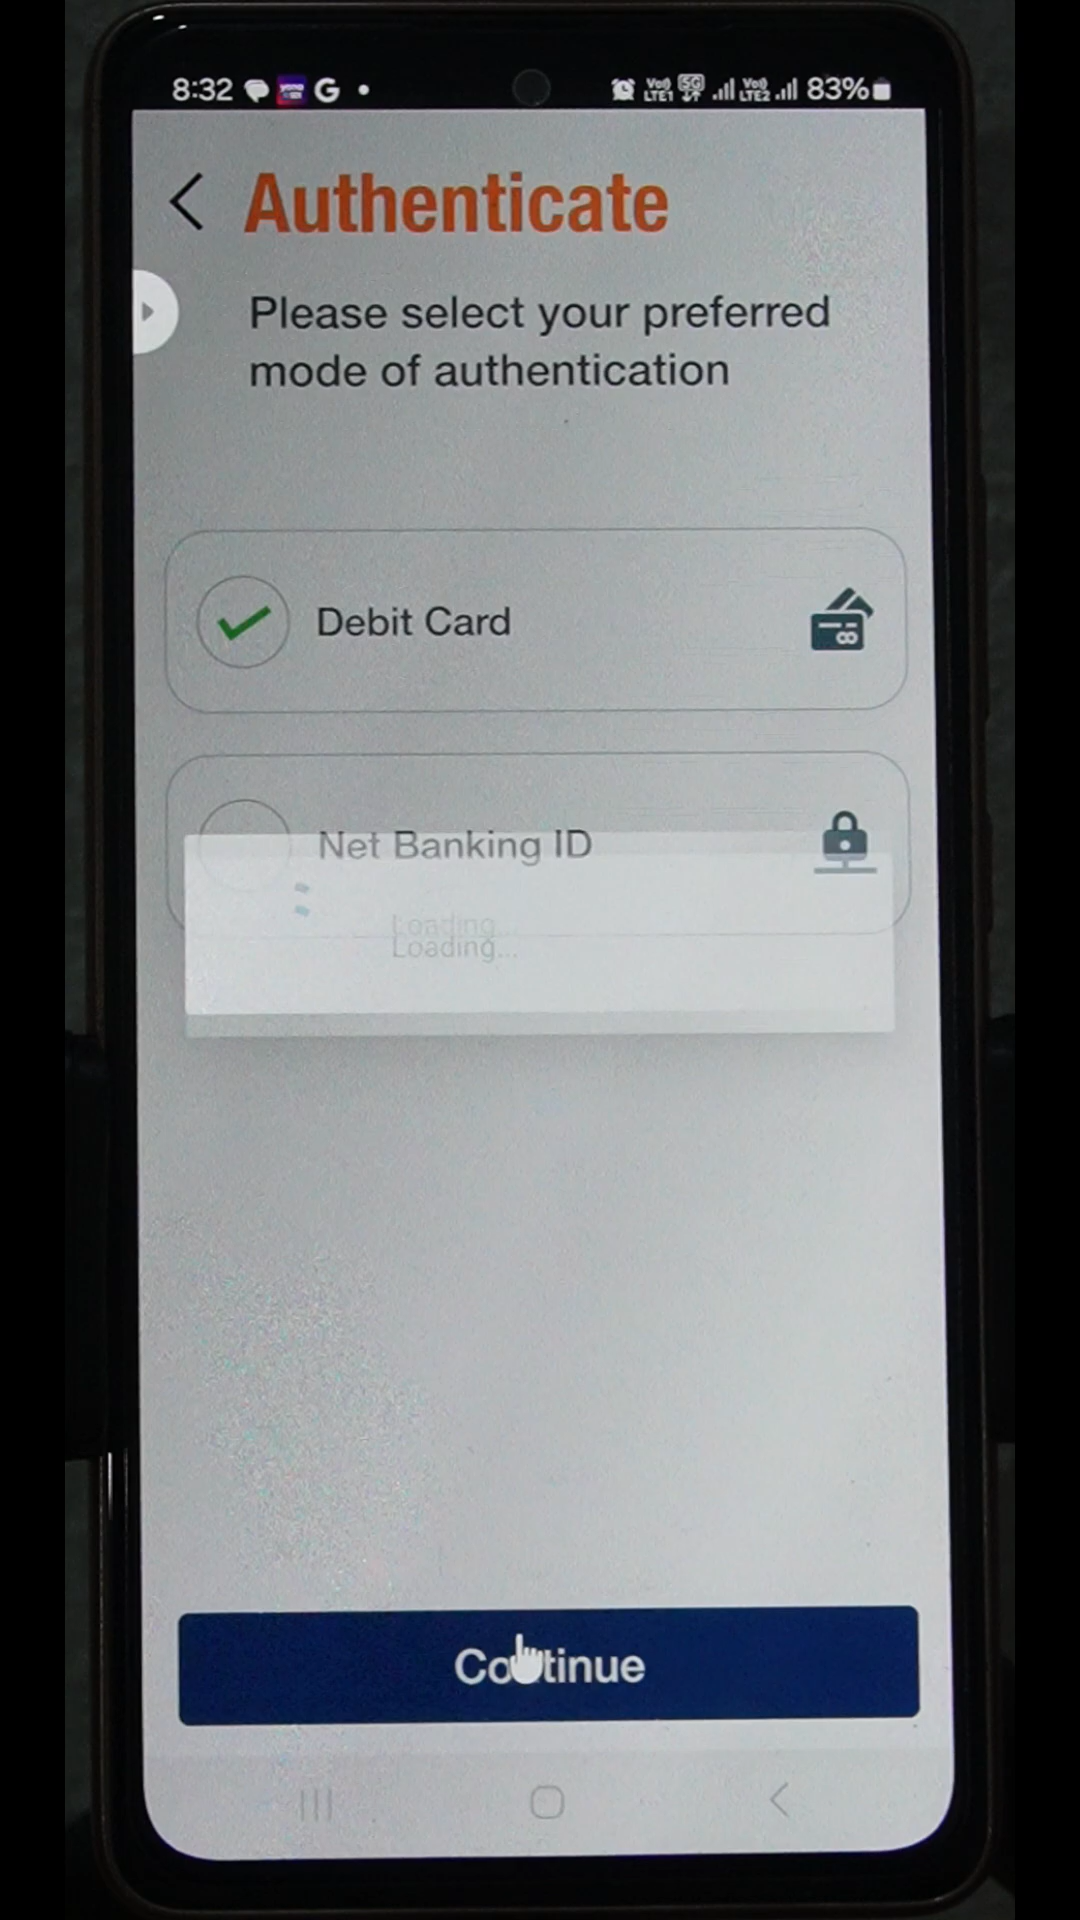 8:32 G 83%
Authenticate
Please select your preferred
mode of authentication
Debit Card
Net Banking ID
Loading...
Loading...
Continue